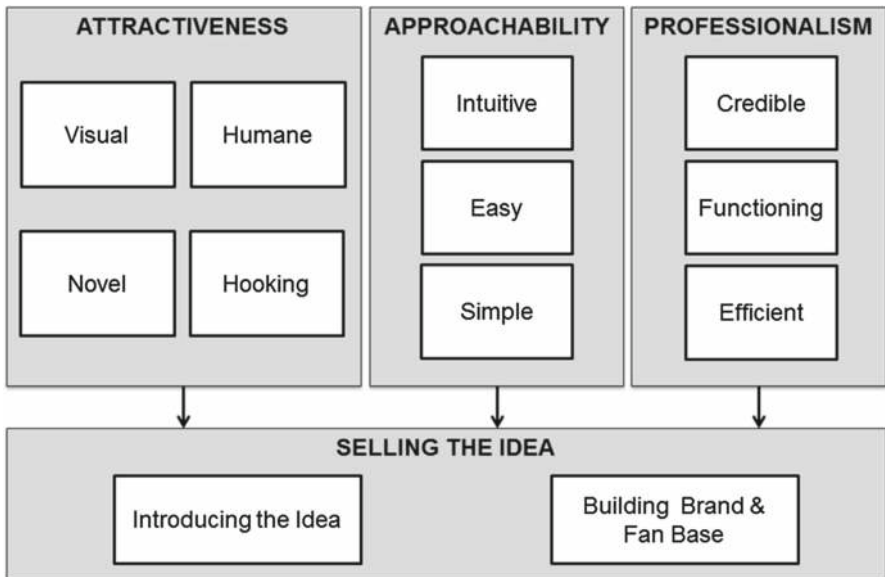 ATTRACTIVENESS
Visual
Humane
Novel
Hooking
APPROACHABILITY
Intuitive
Easy
Simple
PROFESSIONALISM
Credible
Functioning
Efficient
SELLING THE IDEA
Introducing the Idea
Building Brand &
Fan Base